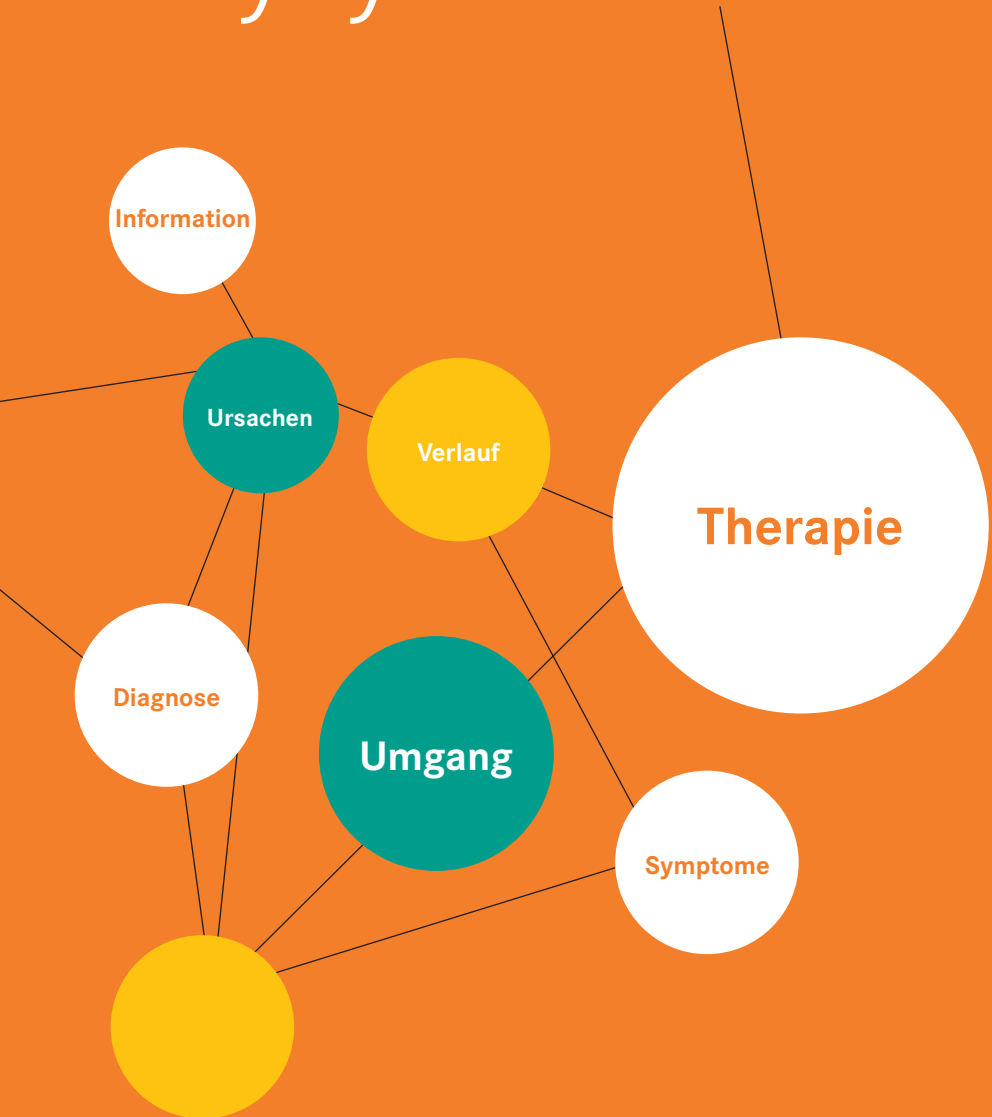 Information
Ursachen
Verlauf
Therapie
Diagnose
Umgang
Symptome